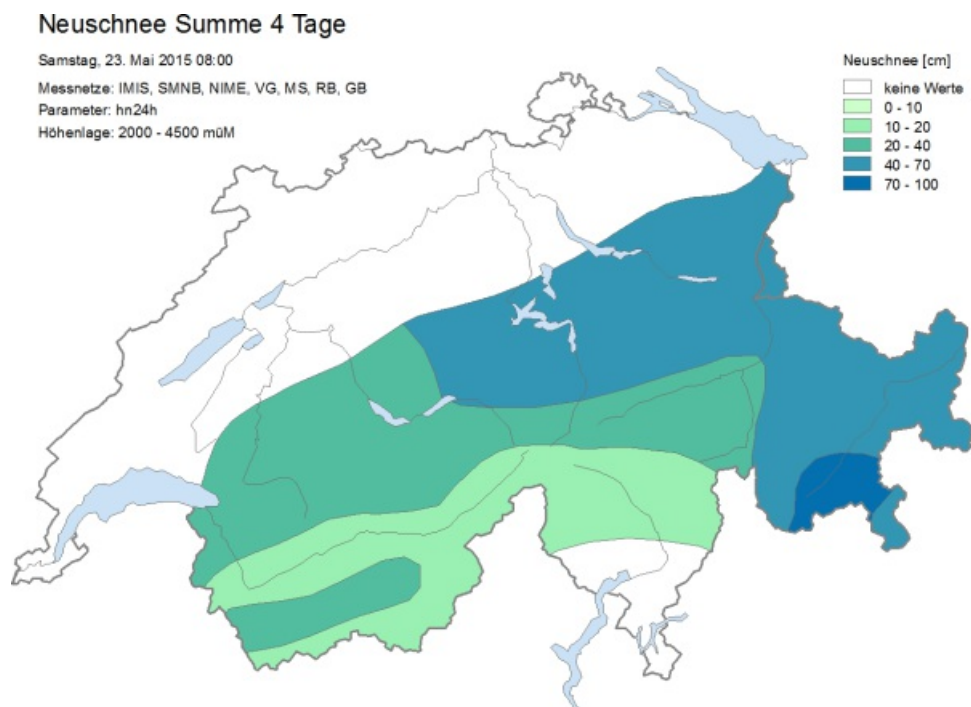 Neuschnee Summe 4 Tage
Samstag, 23. Mai 2015 08:00
Messnetze: IMIS, SMNB, NIME, VG, MS, RB, GB
Parameter: hn24h
Höhenlage: 2000 - 4500 müM
Neuschnee [cm]
keine Werte
0 - 10
10 - 20
20 - 40
40 - 70
70 - 100